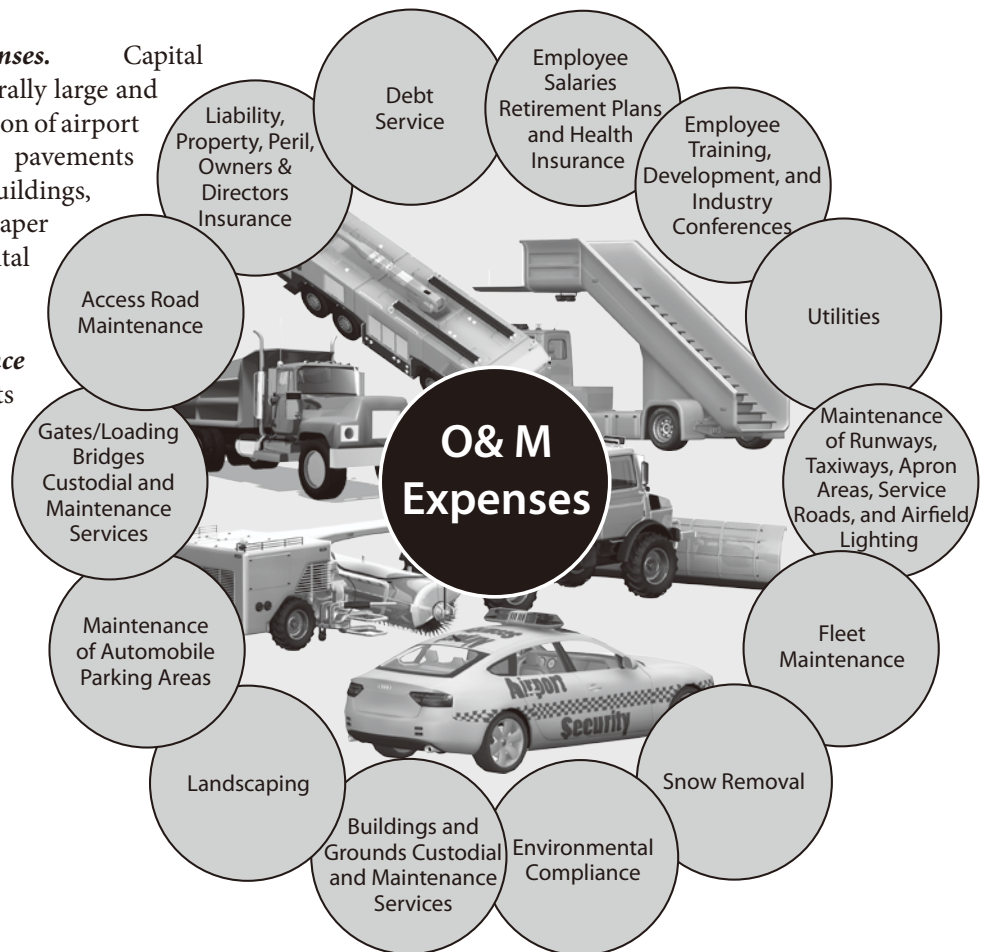 nses. Capital
rally large and
on of airport
pavements
uildings,
aper
tal
nce
ts
Debt
Service
Employee
Salaries
Retirement Plans
and Health
Insurance
Employee
Training,
Development, and
Industry
Conferences
Utilities
Maintenance
of Runways,
Taxiways, Apron
Areas, Service
Roads, and Airfield
Lighting
Fleet
Maintenance
Snow Removal
Environmental
Compliance
Buildings and
Grounds Custodial
and Maintenance
Services
Landscaping
Maintenance
of Automobile
Parking Areas
Gates/Loading
Bridges
Custodial and
Maintenance
Services
Access Road
Maintenance
Liability,
Property, Peril,
Owners &
Directors
Insurance
O& M
Expenses
Airport
Security